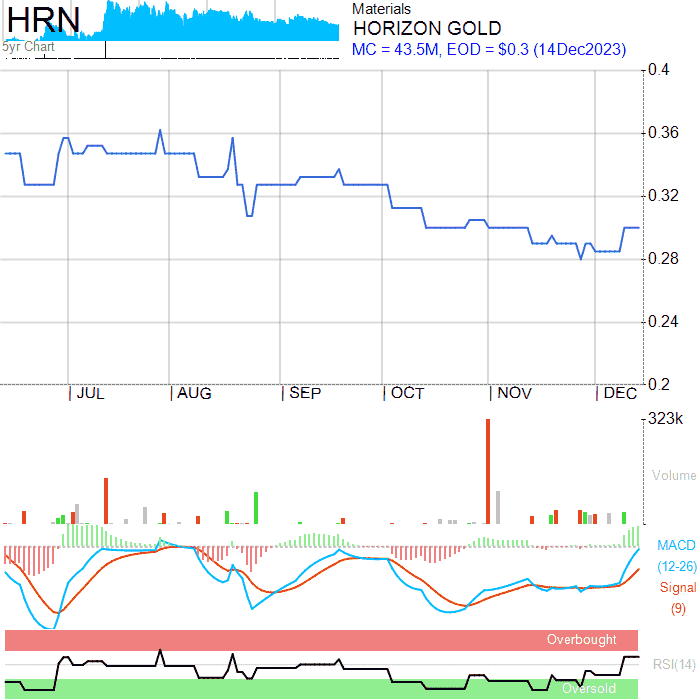 HRN
Materials
HORIZON GOLD
5yr Chart
MC = 43.5M, EOD = $0.3 (14Dec2023)
0.4
0.36
0.32
0.28
0.24
0.2
JUL AUG SEP OCT NOV DEC
323k
Volume
MACD
(12-26)
Signal
(9)
Overbought
RSI(14)
Oversold